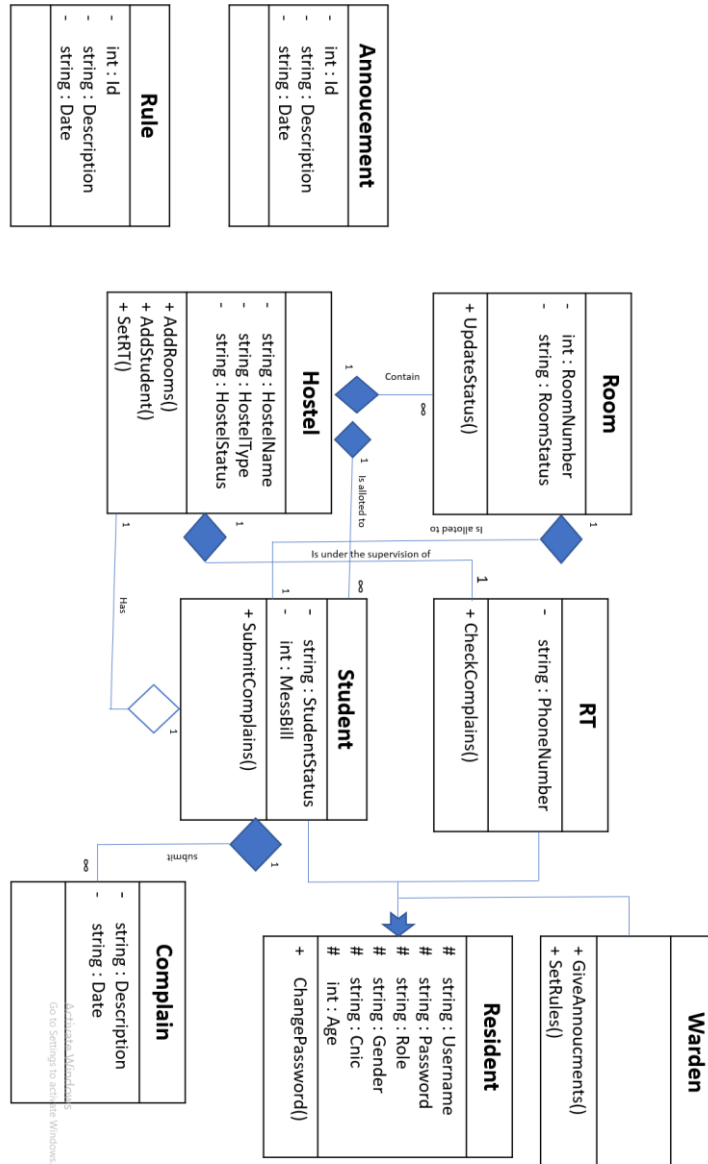 Annoucement
- int : Id
- string : Description
- string : Date
Rule
- int : Id
- string : Description
- string : Date
Room
- int : RoomNumber
- string : RoomStatus
+ UpdateStatus()
Contain
1
∞
Hostel
- string : HostelName
- string : HostelType
- string : HostelStatus
+ AddRooms()
+ AddStudent()
+ SetRT()
1
Is alloted to
∞
1
Is alloted to
1
1
Is under the supervision of
1
1
Has
1
RT
- string : PhoneNumber
+ CheckComplains()
Student
- string : StudentStatus
- int : MessBill
+ SubmitComplains()
1
submit
∞
Warden
+ GiveAnnoucments()
+ SetRules()
Resident
# string : Username
# string : Password
# string : Role
# string : Gender
# string : Cnic
# int : Age
+ ChangePassword()
Complain
- string : Description
- string : Date
Activate Windows
Go to Settings to activate Windows.